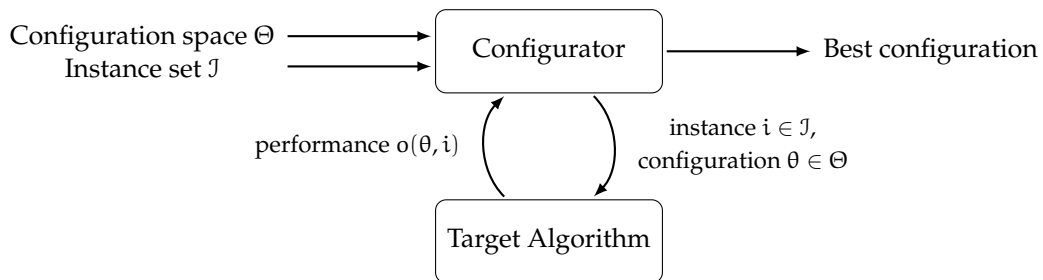 Configuration space Θ
Instance set ℐ
Configurator
Best configuration
performance o(θ, i)
instance i ∈ ℐ,
configuration θ ∈ Θ
Target Algorithm